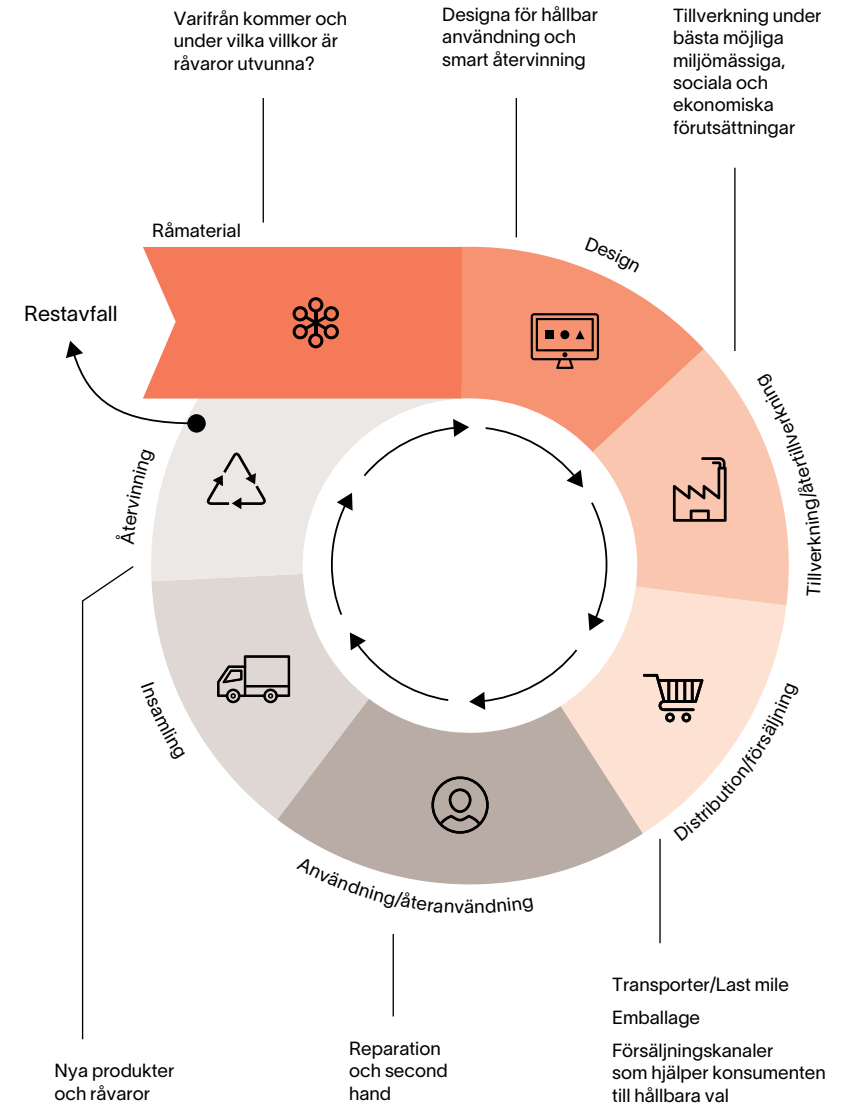 Varifrån kommer och
under vilka villkor är
råvaror utvunna?
Designa för hållbar
användning och
smart återvinning
Tillverkning under
bästa möjliga
miljömässiga,
sociala och
ekonomiska
förutsättningar
Råmaterial
Design
Restavfall
Tillverkning/återtillverkning
Återvinning
Insamling
Distribution/försäljning
Användning/återanvändning
Transporter/Last mile
Emballage
Försäljningskanaler
som hjälper konsumenten
till hållbara val
Reparation
och second
hand
Nya produkter
och råvaror